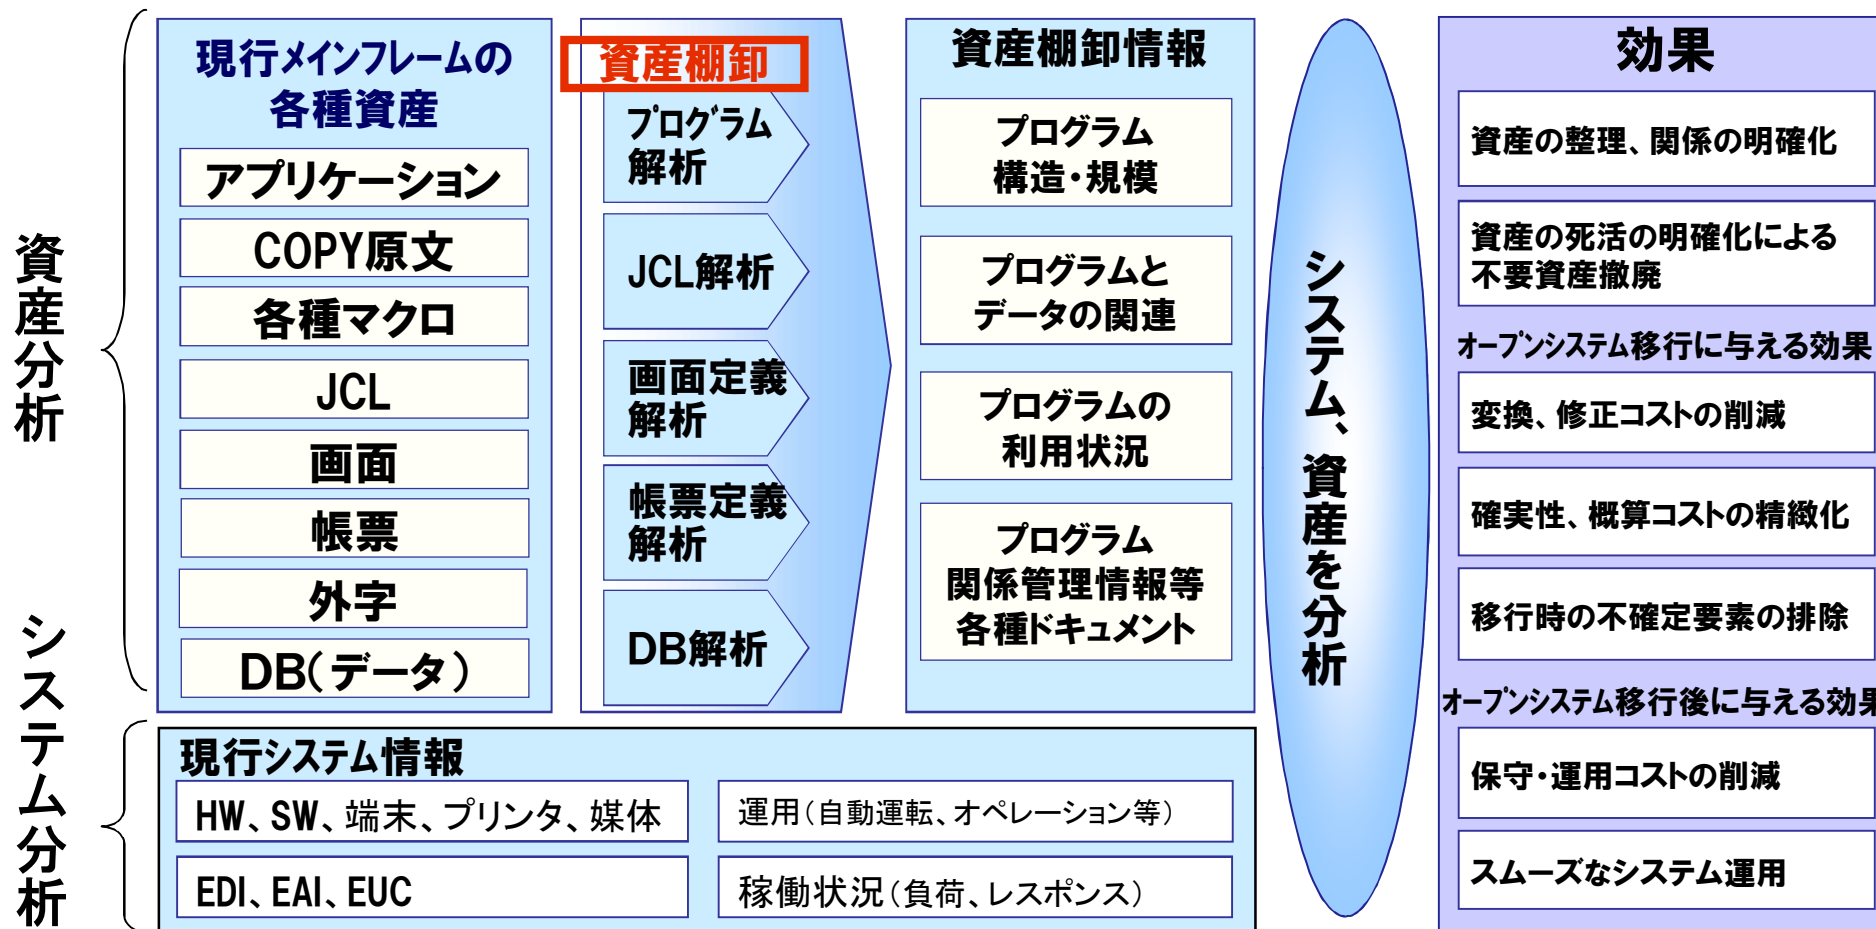 資産分析
システム分析
現行メインフレームの
各種資産
アプリケーション
COPY原文
各種マクロ
JCL
画面
帳票
外字
DB(データ)
資産棚卸
プログラム
解析
JCL解析
画面定義
解析
帳票定義
解析
DB解析
資産棚卸情報
プログラム
構造・規模
プログラムと
データの関連
プログラムの
利用状況
プログラム
関係管理情報等
各種ドキュメント
現行システム情報
HW、SW、端末、プリンタ、媒体
運用(自動運転、オペレーション等)
EDI、EAI、EUC
稼働状況(負荷、レスポンス)
システム、資産を分析
効果
資産の整理、関係の明確化
資産の死活の明確化による
不要資産撤廃
オープンシステム移行に与える効果
変換、修正コストの削減
確実性、概算コストの精緻化
移行時の不確定要素の排除
オープンシステム移行後に与える効果
保守・運用コストの削減
スムーズなシステム運用